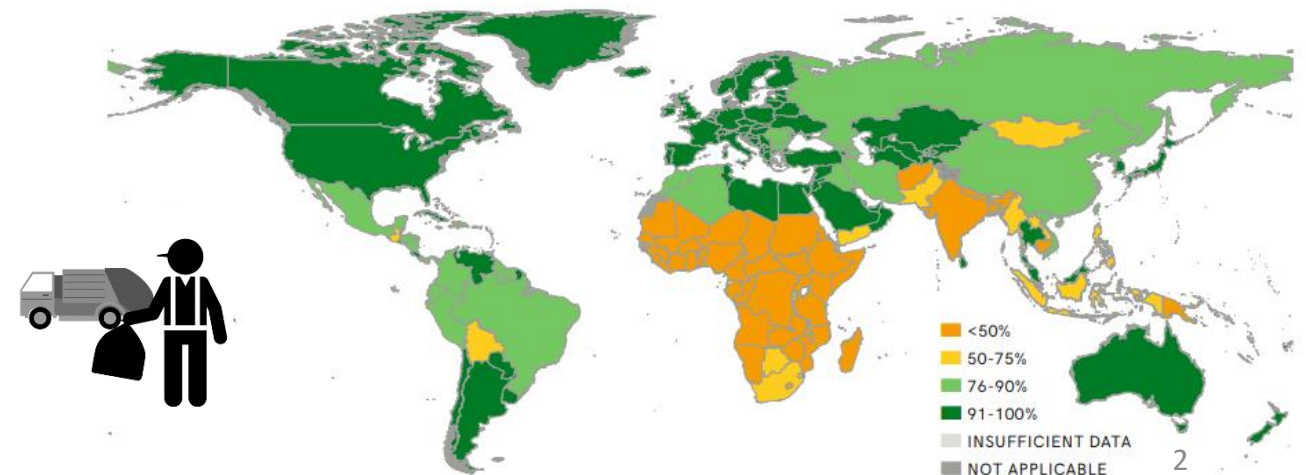 <50%
50-75%
76-90%
91-100%
INSUFFICIENT DATA
NOT APPLICABLE
2